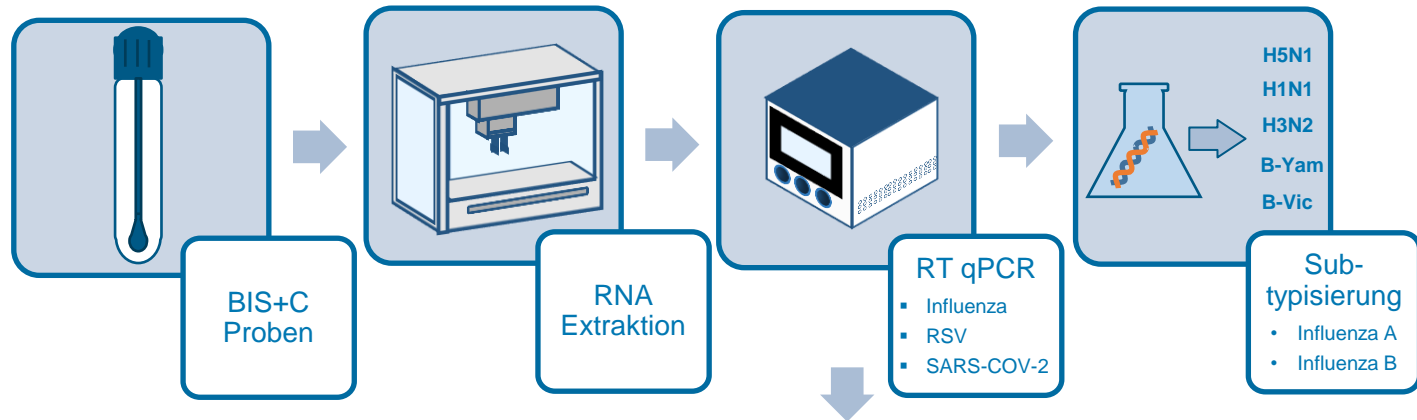 H5N1
H1N1
H3N2
B-Yam
B-Vic
BIS+C
Proben
RNA
Extraktion
RT qPCR
▪ Influenza
▪ RSV
▪ SARS-COV-2
Sub-
typisierung
• Influenza A
• Influenza B